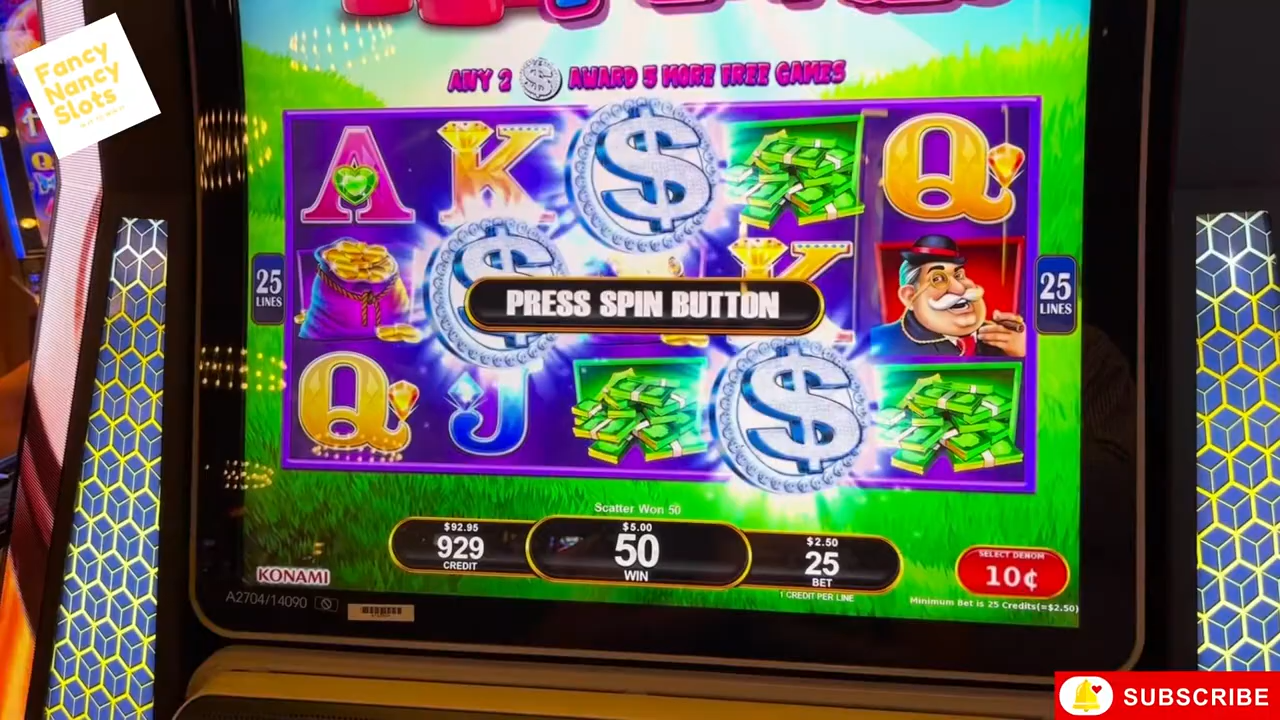 Fancy
Nancy
Slots
ANY 2 $ AWARD 5 MORE FREE GAMES
A K $ Q
$ K
Q J $
25
LINES
PRESS SPIN BUTTON
25
LINES
Scatter Won 50
$92.95
929
CREDIT
$5.00
50
WIN
$2.50
25
BET
1 CREDIT PER LINE
SELECT DENOM
10¢
Minimum Bet is 25 Credits(=$2.50)
KONAMI
A2704/14090
SUBSCRIBE